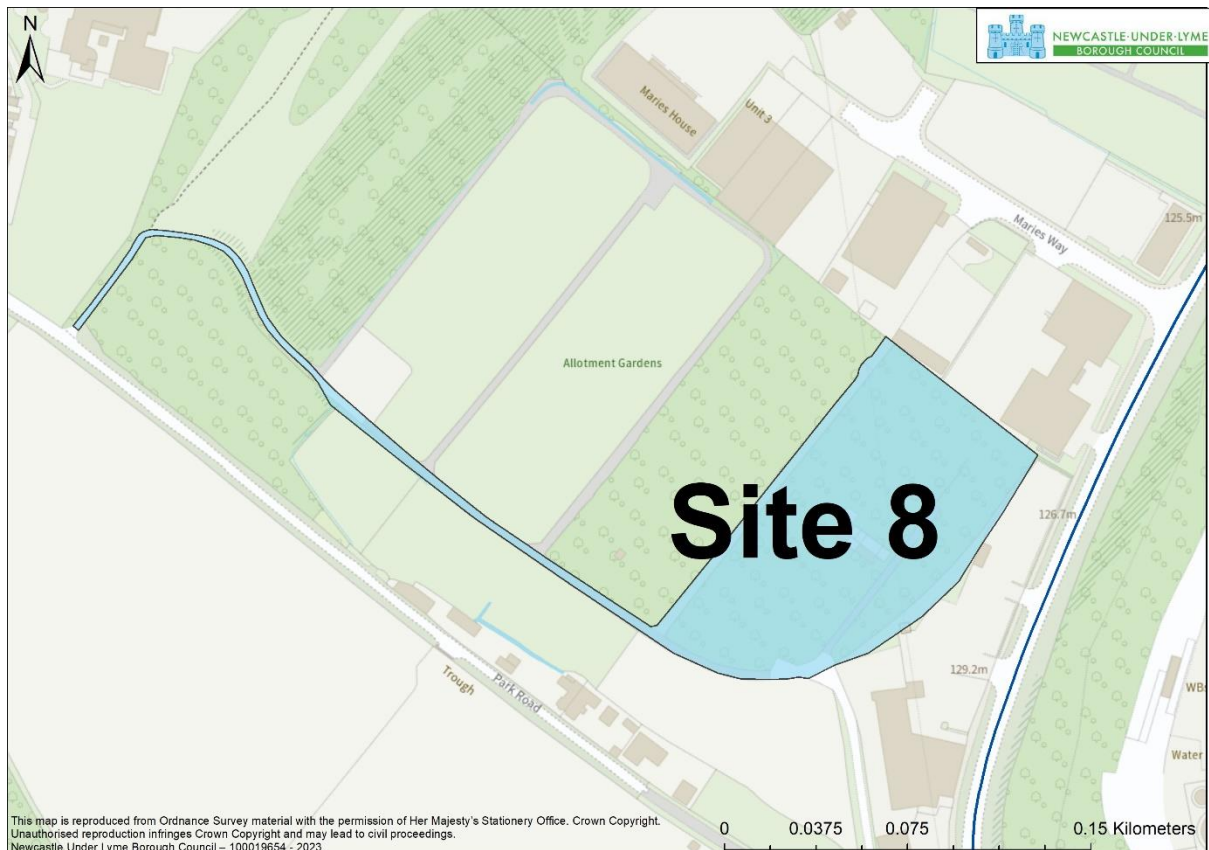 N
NEWCASTLE·UNDER·LYME
BOROUGH COUNCIL
Maries House
Unit 3
Maries Way
125.5m
Allotment Gardens
Site 8
126.7m
129.2m
Trough
Park Road
WBs
Water
This map is reproduced from Ordnance Survey material with the permission of Her Majesty's Stationery Office. Crown Copyright.
Unauthorised reproduction infringes Crown Copyright and may lead to civil proceedings.
Newcastle Under Lyme Borough Council – 100019654 - 2023
0 0.0375 0.075 0.15 Kilometers